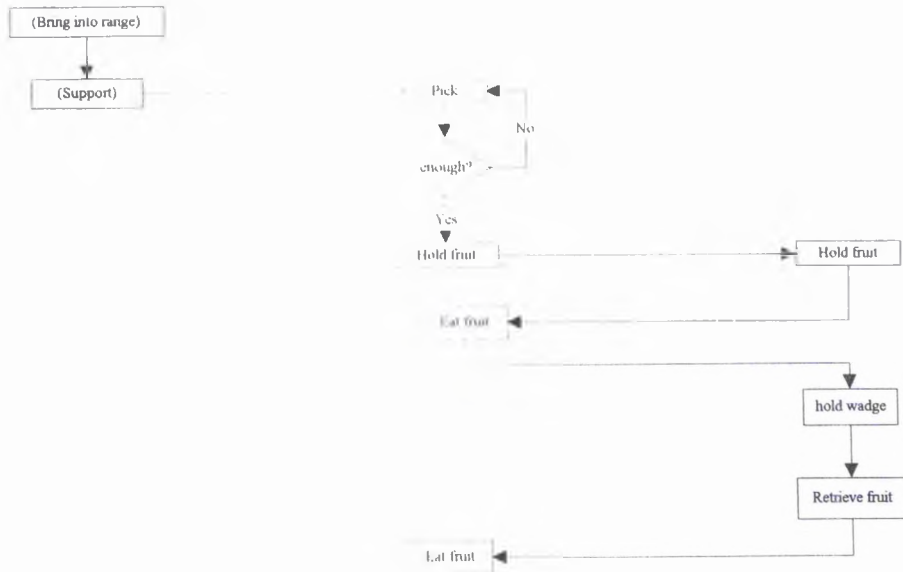 (Bring into range)
(Support)
Pick
No
enough?
Yes
Hold fruit
Hold fruit
Eat fruit
hold wadge
Retrieve fruit
Eat fruit